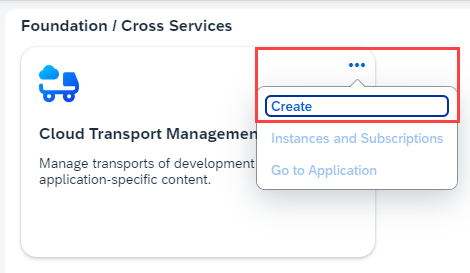 Foundation / Cross Services
Create
Cloud Transport Managemen
Instances and Subscriptions
Manage transports of development
application-specific content.
Go to Application